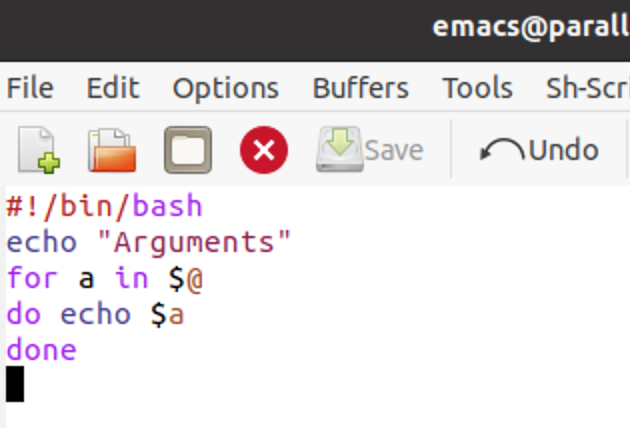 emacs@parall
File Edit Options Buffers Tools Sh-Scri
Save Undo
#!/bin/bash
echo "Arguments"
for a in $@
do echo $a
done